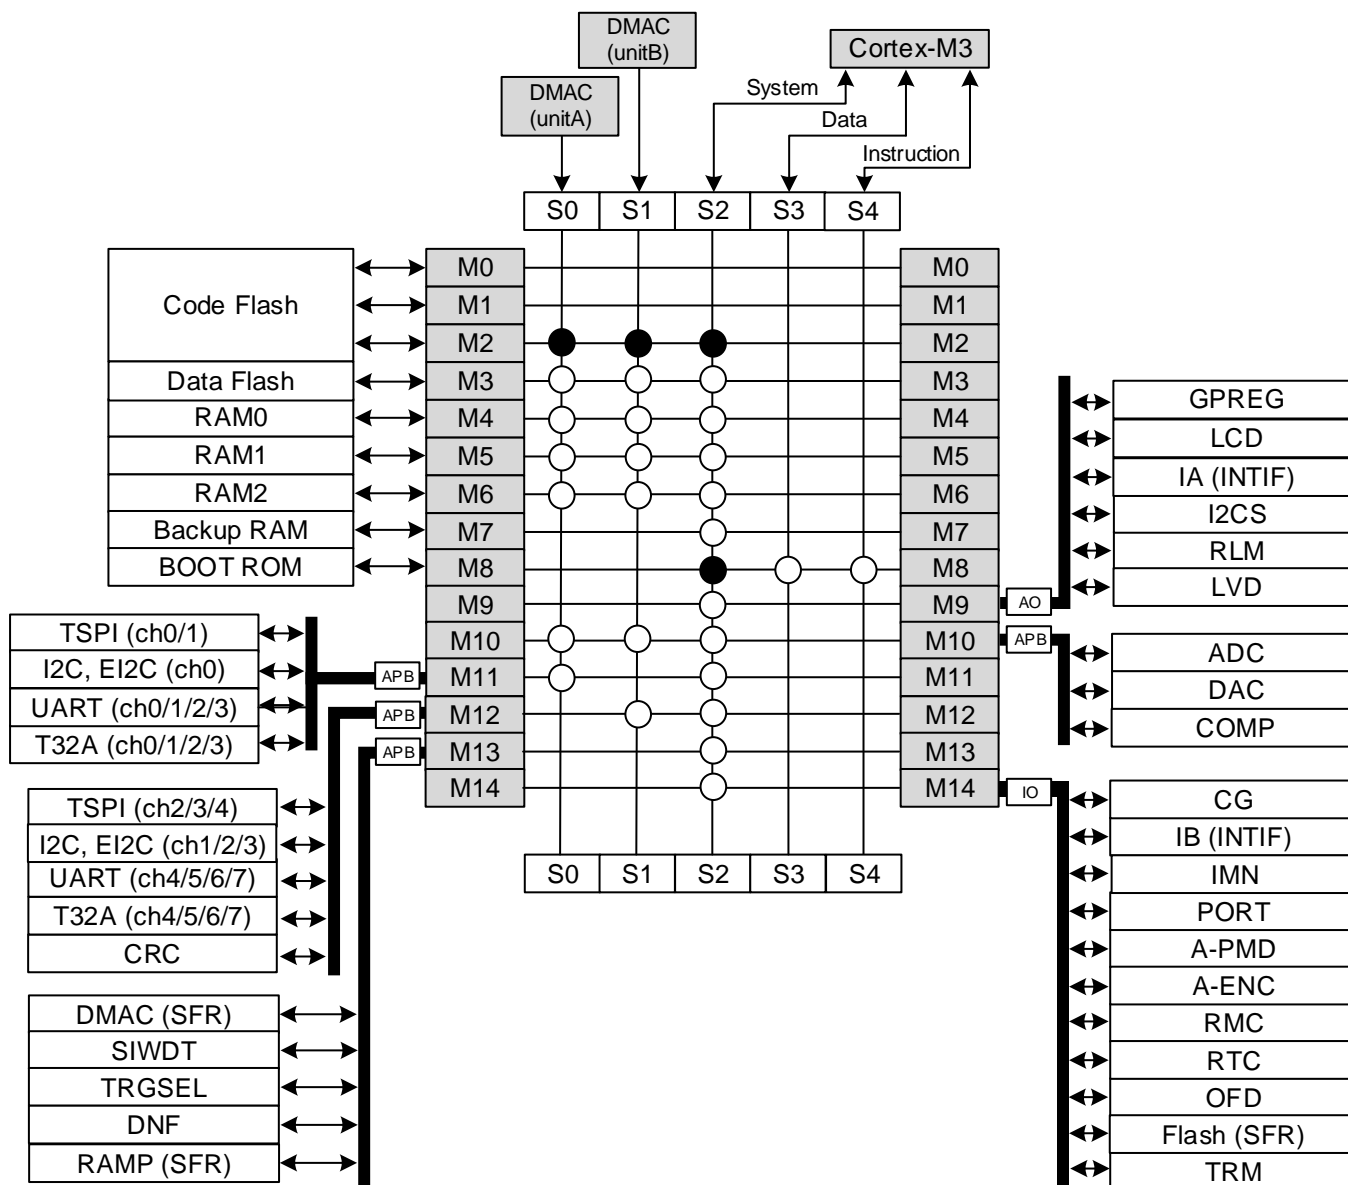 DMAC
(unitB)
Cortex-M3
DMAC
(unitA)
System
Data
Instruction
S0 S1 S2 S3 S4
Code Flash
Data Flash
RAM0
RAM1
RAM2
Backup RAM
BOOT ROM
M0
M1
M2
M3
M4
M5
M6
M7
M8
M9
M10
M11
M12
M13
M14
M0
M1
M2
M3
M4
M5
M6
M7
M8
M9
M10
M11
M12
M13
M14
S0 S1 S2 S3 S4
APB
APB
APB
TSPI (ch0/1)
I2C, EI2C (ch0)
UART (ch0/1/2/3)
T32A (ch0/1/2/3)
TSPI (ch2/3/4)
I2C, EI2C (ch1/2/3)
UART (ch4/5/6/7)
T32A (ch4/5/6/7)
CRC
DMAC (SFR)
SIWDT
TRGSEL
DNF
RAMP (SFR)
AO
APB
IO
GPREG
LCD
IA (INTIF)
I2CS
RLM
LVD
ADC
DAC
COMP
CG
IB (INTIF)
IMN
PORT
A-PMD
A-ENC
RMC
RTC
OFD
Flash (SFR)
TRM